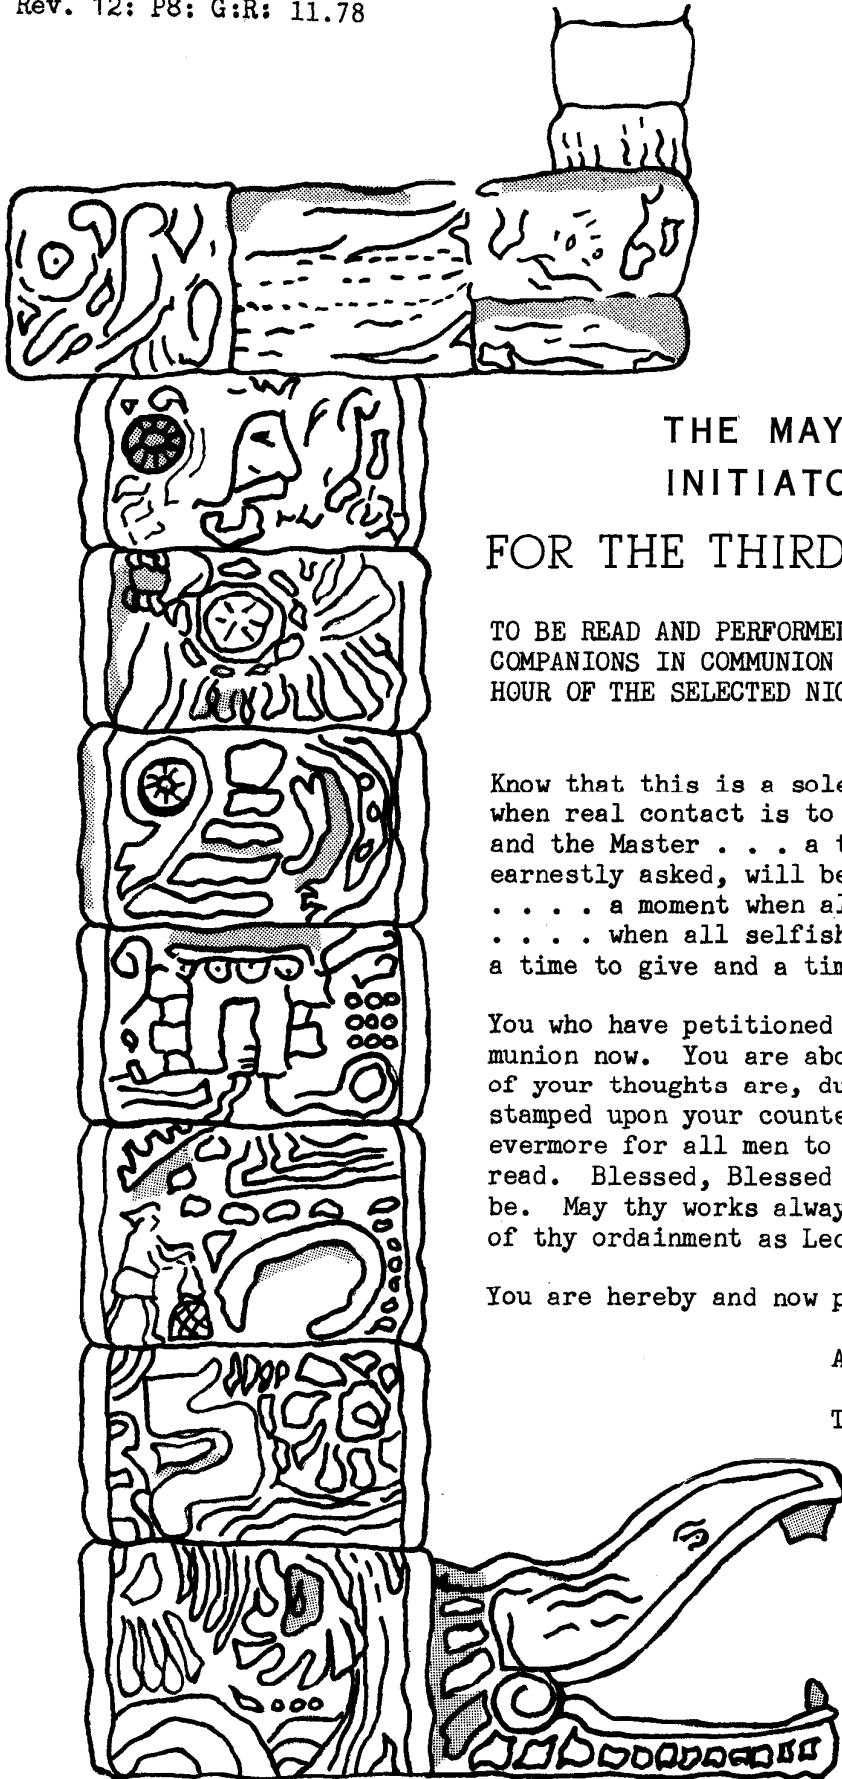 Rev. 12: P8: G:R: 11.78
THE MAY
INITIATO
FOR THE THIRD
TO BE READ AND PERFORMED
COMPANIONS IN COMMUNION
HOUR OF THE SELECTED NIG
Know that this is a sole
when real contact is to
and the Master . . . a t
earnestly asked, will be
. . . . a moment when al
. . . . when all selfish
a time to give and a tim
You who have petitioned
munion now. You are abo
of your thoughts are, du
stamped upon your counte
evermore for all men to
read. Blessed, Blessed
be. May thy works alway
of thy ordainment as Lec
You are hereby and now p
A
T